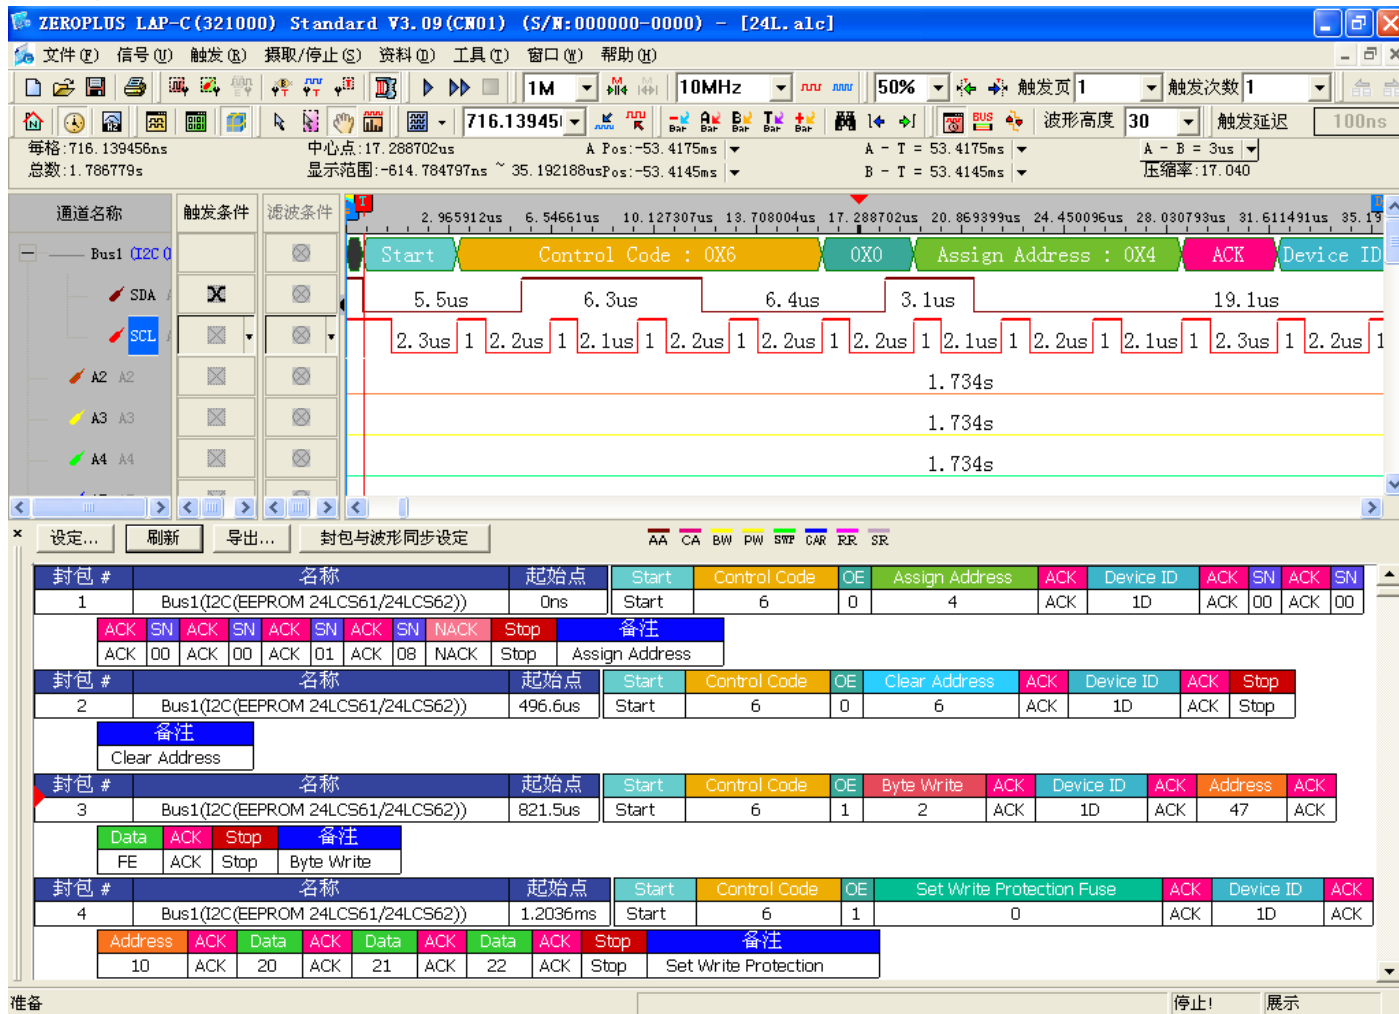 ZEROPLUS LAP-C(321000) Standard V3.09(CN01) (S/N:000000-0000) - [24L.alc]
文件(F) 信号(U) 触发(R) 摄取/停止(S) 资料(D) 工具(T) 窗口(W) 帮助(H)
1M 10MHz 50% 触发页 1 触发次数 1
716.13945 Bar Bar Bar Bar Bar BUS 波形高度 30 触发延迟 100ns
每格:716.139456ns 中心点:17.288702us A Pos:-53.4175ms A - T = 53.4175ms A - B = 3us
总数:1.786779s 显示范围:-614.784797ns ~ 35.192188us Pos:-53.4145ms B - T = 53.4145ms 压缩率:17.040
通道名称 触发条件 滤波条件 2.965912us 6.54661us 10.127307us 13.708004us 17.288702us 20.869399us 24.450096us 28.030793us 31.611491us 35.19
Bus1 (I2C( Start Control Code : 0X6 0X0 Assign Address : 0X4 ACK Device ID
SDA 5.5us 6.3us 6.4us 3.1us 19.1us
SCL 2.3us 1 2.2us 1 2.1us 1 2.2us 1 2.2us 1 2.2us 1 2.1us 1 2.2us 1 2.1us 1 2.3us 1 2.2us 1
A2 A2 1.734s
A3 A3 1.734s
A4 A4 1.734s
设定... 刷新 导出... 封包与波形同步设定 AA CA BW PW SWP CAR RR SR
封包 # 名称 起始点 Start Control Code OE Assign Address ACK Device ID ACK SN ACK SN
1 Bus1(I2C(EEPROM 24LCS61/24LCS62)) 0ns Start 6 0 4 ACK 1D ACK 00 ACK 00
ACK SN ACK SN ACK SN ACK SN NACK Stop 备注
ACK 00 ACK 00 ACK 01 ACK 08 NACK Stop Assign Address
封包 # 名称 起始点 Start Control Code OE Clear Address ACK Device ID ACK Stop
2 Bus1(I2C(EEPROM 24LCS61/24LCS62)) 496.6us Start 6 0 6 ACK 1D ACK Stop
备注
Clear Address
封包 # 名称 起始点 Start Control Code OE Byte Write ACK Device ID ACK Address ACK
3 Bus1(I2C(EEPROM 24LCS61/24LCS62)) 821.5us Start 6 1 2 ACK 1D ACK 47 ACK
Data ACK Stop 备注
FE ACK Stop Byte Write
封包 # 名称 起始点 Start Control Code OE Set Write Protection Fuse ACK Device ID ACK
4 Bus1(I2C(EEPROM 24LCS61/24LCS62)) 1.2036ms Start 6 1 0 ACK 1D ACK
Address ACK Data ACK Data ACK Data ACK Stop 备注
10 ACK 20 ACK 21 ACK 22 ACK Stop Set Write Protection
准备 停止! 展示